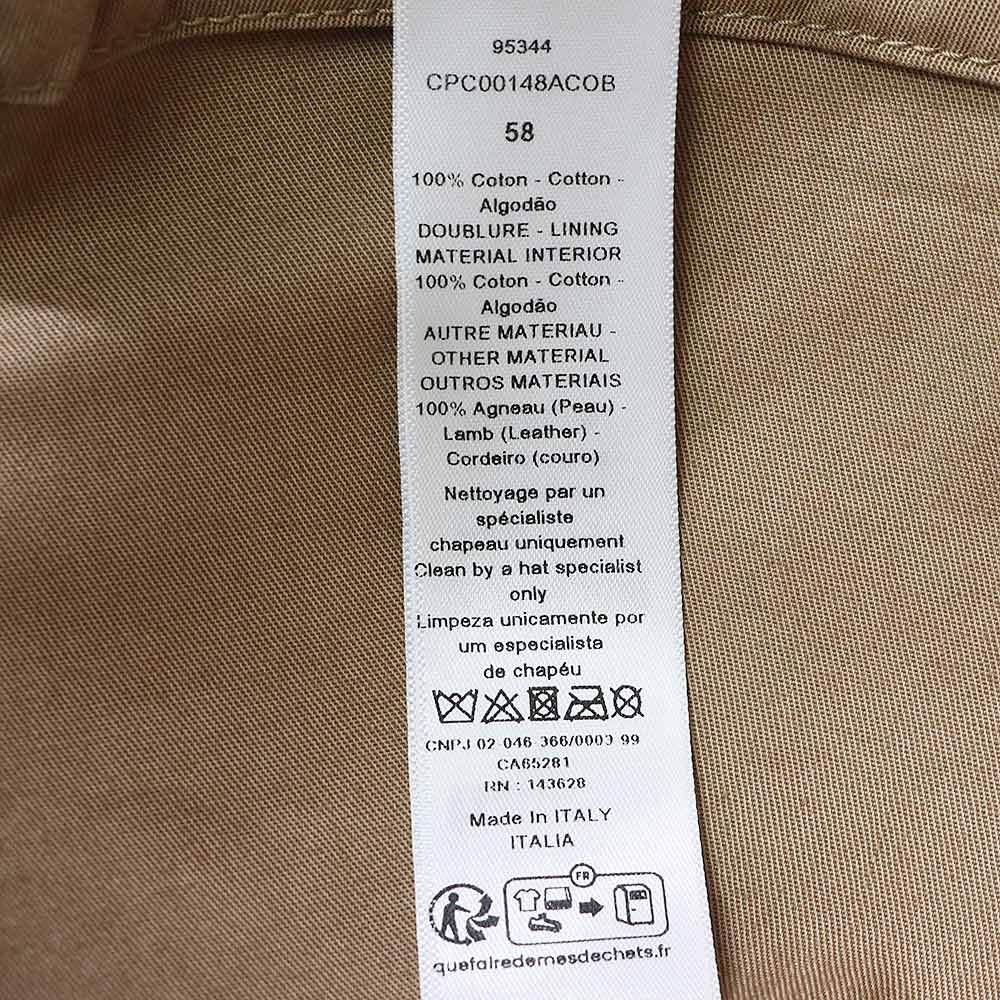 95344
CPC00148ACOB
58
100% Coton - Cotton -
Algodão
DOUBLURE - LINING
MATERIAL INTERIOR
100% Coton - Cotton -
Algodão
AUTRE MATERIAU -
OTHER MATERIAL
OUTROS MATERIAIS
100% Agneau (Peau) -
Lamb (Leather) -
Cordeiro (couro)
Nettoyage par un
spécialiste
chapeau uniquement
Clean by a hat specialist
only
Limpeza unicamente por
um especialista
de chapéu
CNPJ 02 046 366/0003 99
CA65281
RN : 143628
Made In ITALY
ITALIA
FR
quefairedemesdechets.fr